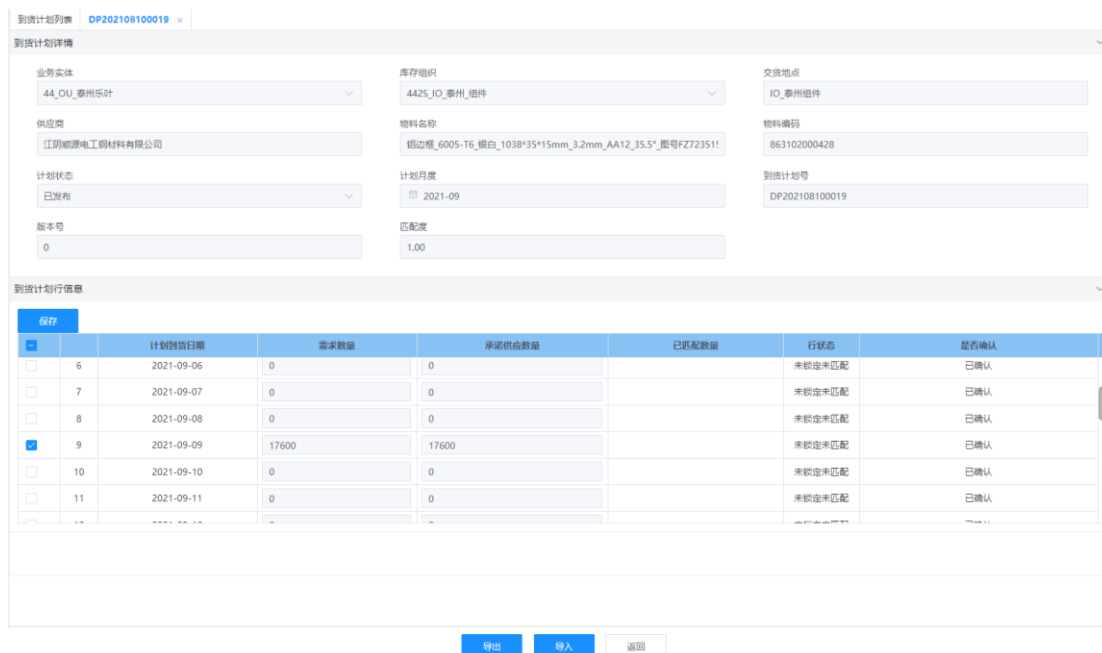 到货计划列表 DP202108100019 ×
到货计划详情
业务实体 库存组织 交货地点
44_OU_泰州乐叶 442S_IO_泰州_组件 IO_泰州组件
供应商 物料名称 物料编码
江阴顺源电工钢材料有限公司 铝边框_6005-T6_银白_1038*35*15mm_3.2mm_AA12_35.5°_图号FZ72351 863102000428
计划状态 计划月度 到货计划号
已发布 2021-09 DP202108100019
版本号 匹配度
0 1.00
到货计划行信息
保存
计划到货日期 需求数量 承诺供应数量 已匹配数量 行状态 是否确认
6 2021-09-06 0 0 未锁定未匹配 已确认
7 2021-09-07 0 0 未锁定未匹配 已确认
8 2021-09-08 0 0 未锁定未匹配 已确认
9 2021-09-09 17600 17600 未锁定未匹配 已确认
10 2021-09-10 0 0 未锁定未匹配 已确认
11 2021-09-11 0 0 未锁定未匹配 已确认
导出 导入 返回